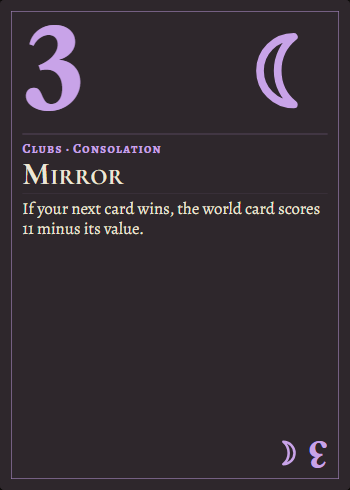 3
Clubs · Consolation
Mirror
If your next card wins, the world card scores
11 minus its value.
3